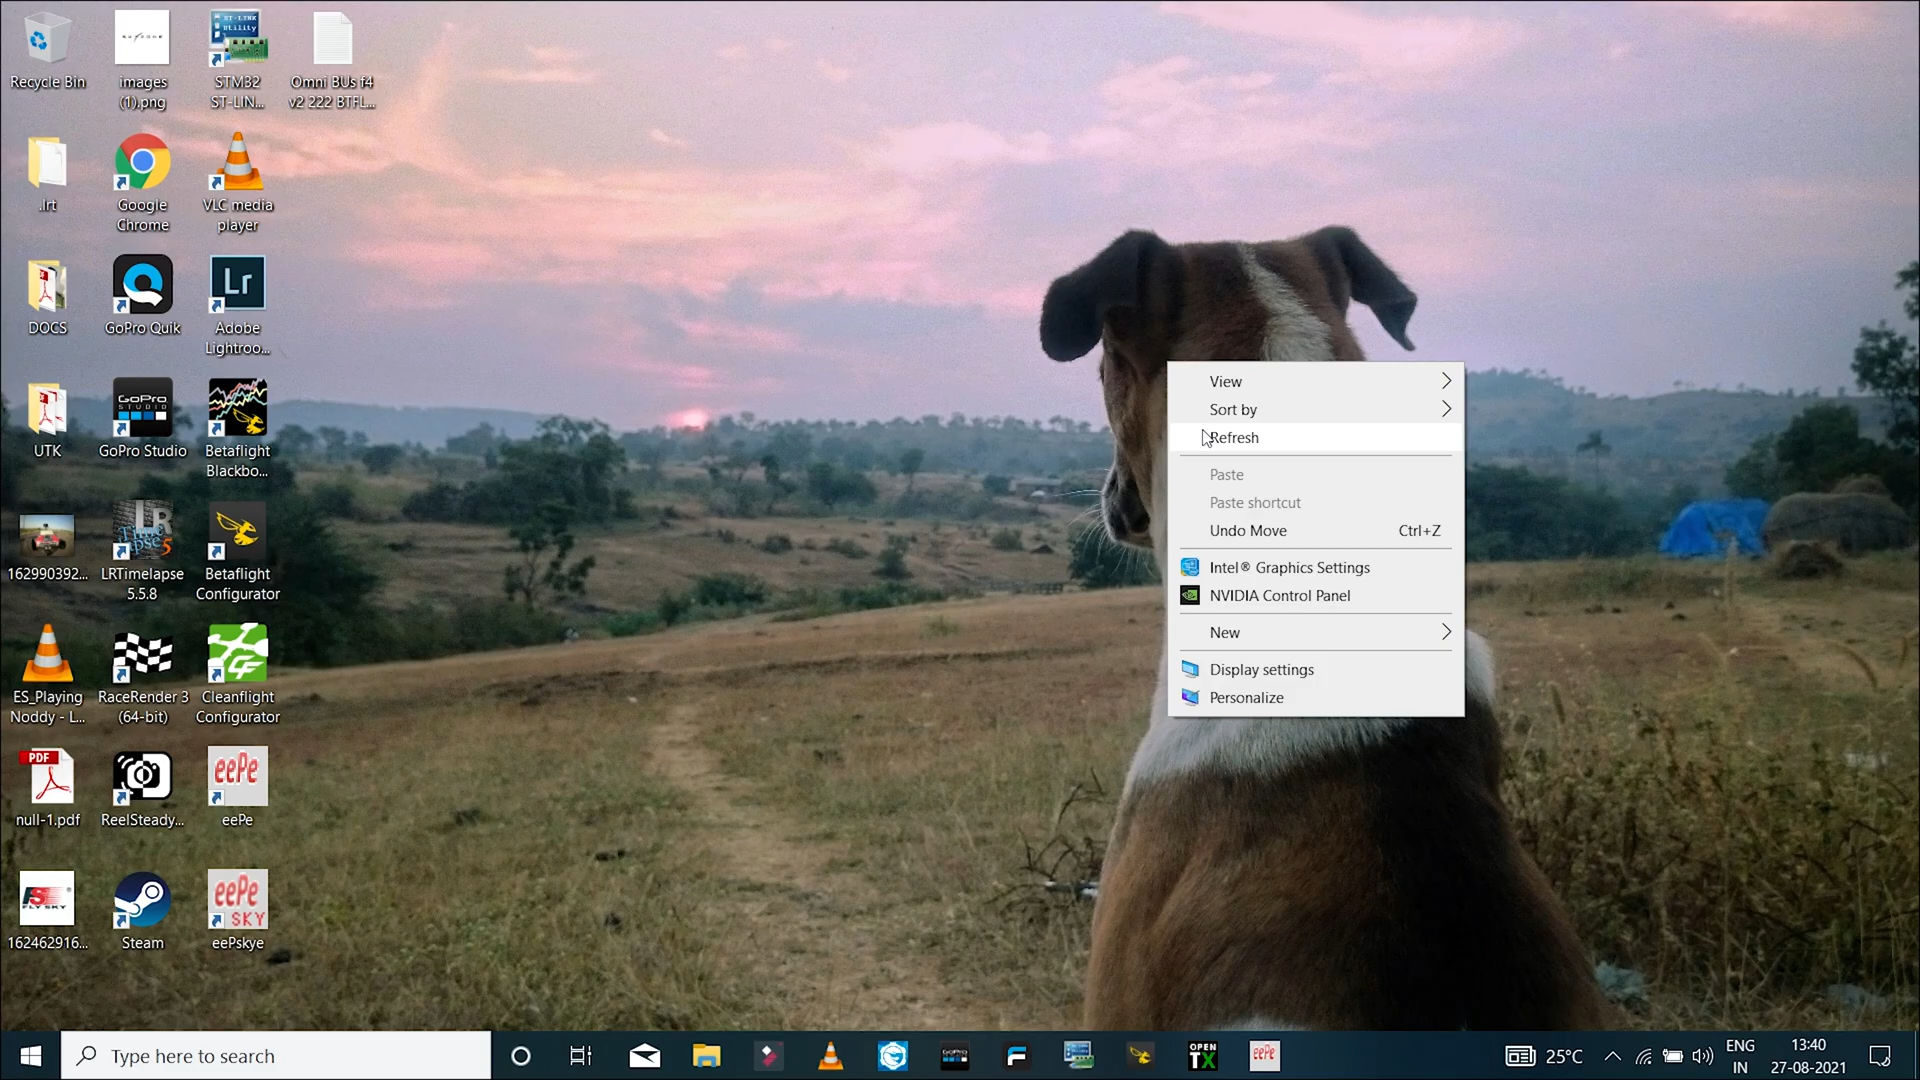 Recycle Bin
images
(1).png
STM32
ST-LIN...
Omni BUs f4
v2 222 BTFL...
.lrt
Google
Chrome
VLC media
player
DOCS
GoPro Quik
Lr
Adobe
Lightroo...
UTK
GoPro
STUDIO
GoPro Studio
Betaflight
Blackbo...
162990392...
LRTimelapse
5.5.8
Betaflight
Configurator
ES_Playing
Noddy - L...
RaceRender 3
(64-bit)
Cleanflight
Configurator
PDF
null-1.pdf
ReelSteady...
eePe
eePe
FLY SKY
162462916...
Steam
eePe
SKY
eePskye
View
Sort by
Refresh
Paste
Paste shortcut
Undo Move Ctrl+Z
Intel® Graphics Settings
NVIDIA Control Panel
New
Display settings
Personalize
Type here to search
OPEN
TX
eePe
25°C
ENG
IN
13:40
27-08-2021